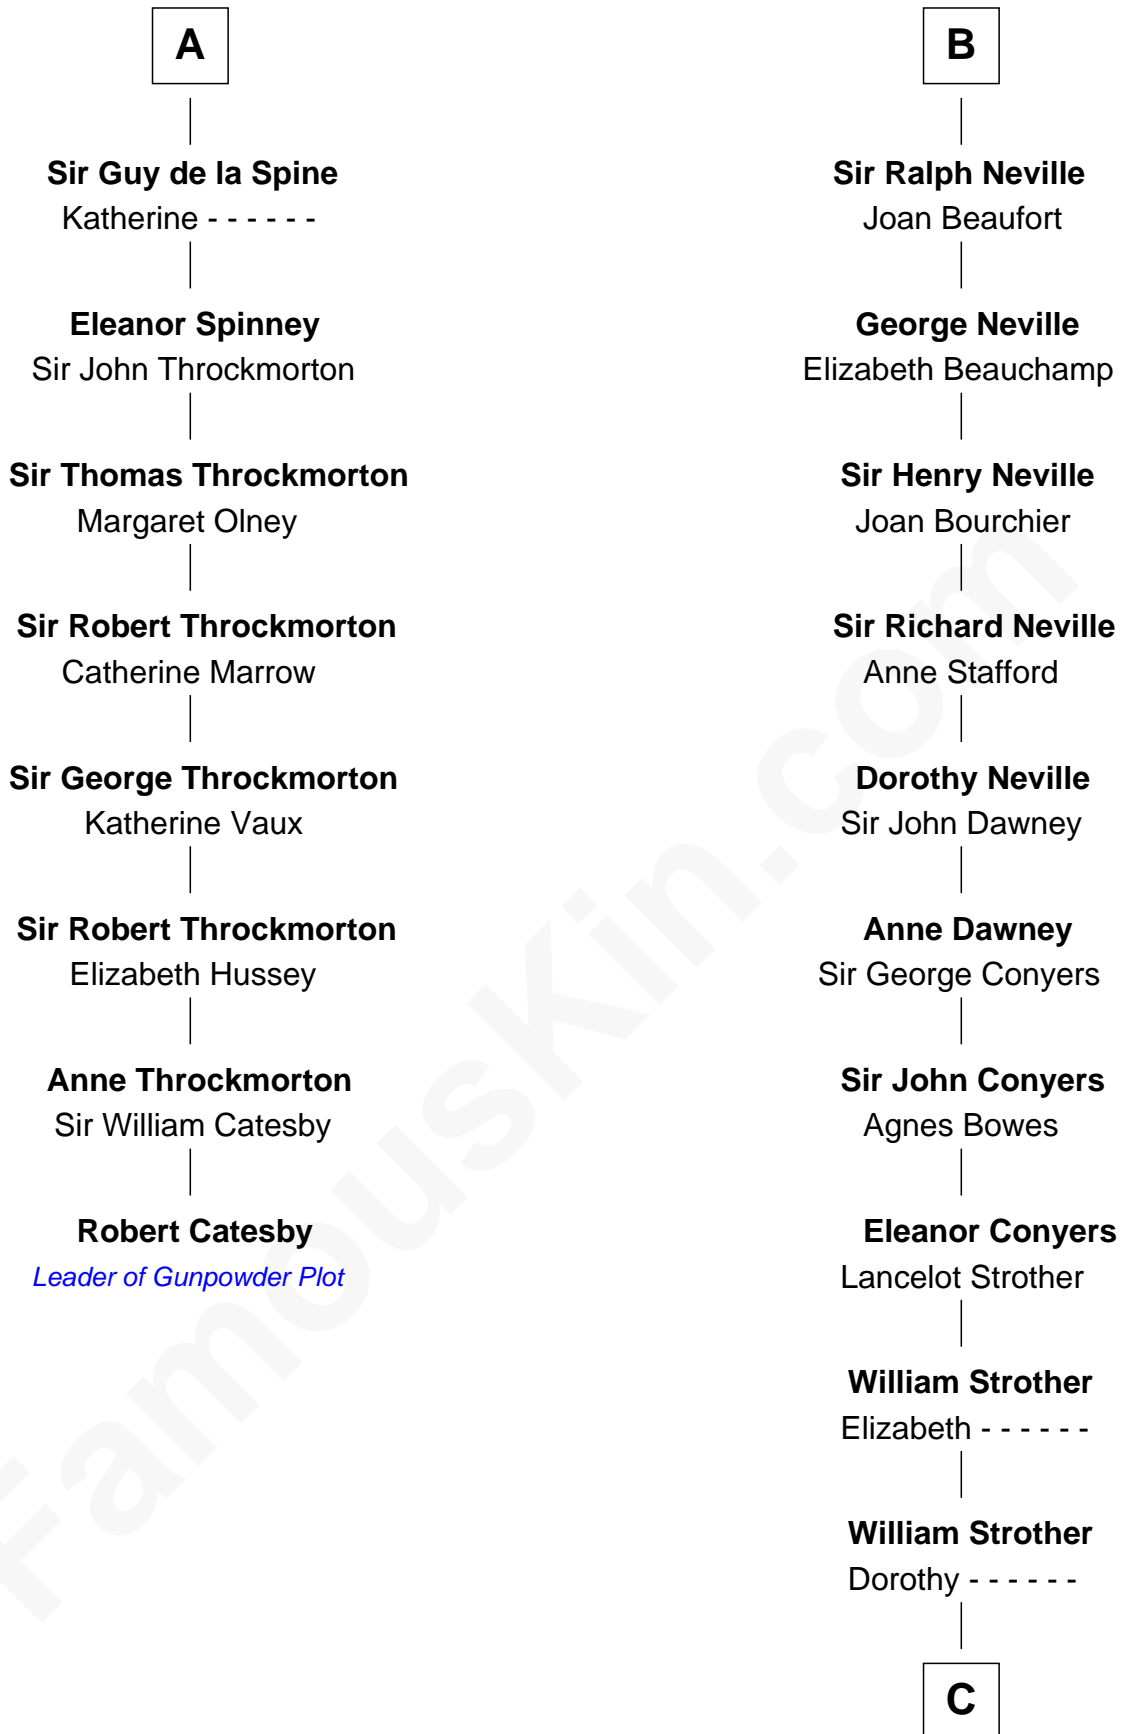 A
Sir Guy de la Spine
Katherine - - - - - -
Eleanor Spinney
Sir John Throckmorton
Sir Thomas Throckmorton
Margaret Olney
Sir Robert Throckmorton
Catherine Marrow
Sir George Throckmorton
Katherine Vaux
Sir Robert Throckmorton
Elizabeth Hussey
Anne Throckmorton
Sir William Catesby
Robert Catesby
Leader of Gunpowder Plot
B
Sir Ralph Neville
Joan Beaufort
George Neville
Elizabeth Beauchamp
Sir Henry Neville
Joan Bourchier
Sir Richard Neville
Anne Stafford
Dorothy Neville
Sir John Dawney
Anne Dawney
Sir George Conyers
Sir John Conyers
Agnes Bowes
Eleanor Conyers
Lancelot Strother
William Strother
Elizabeth - - - - - -
William Strother
Dorothy - - - - - -
C
FamousKin.com